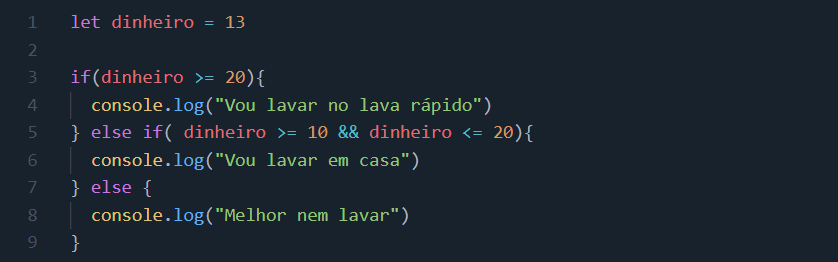 1 let dinheiro = 13
2
3 if(dinheiro >= 20){
4 console.log("Vou lavar no lava rápido")
5 } else if( dinheiro >= 10 && dinheiro <= 20){
6 console.log("Vou lavar em casa")
7 } else {
8 console.log("Melhor nem lavar")
9 }